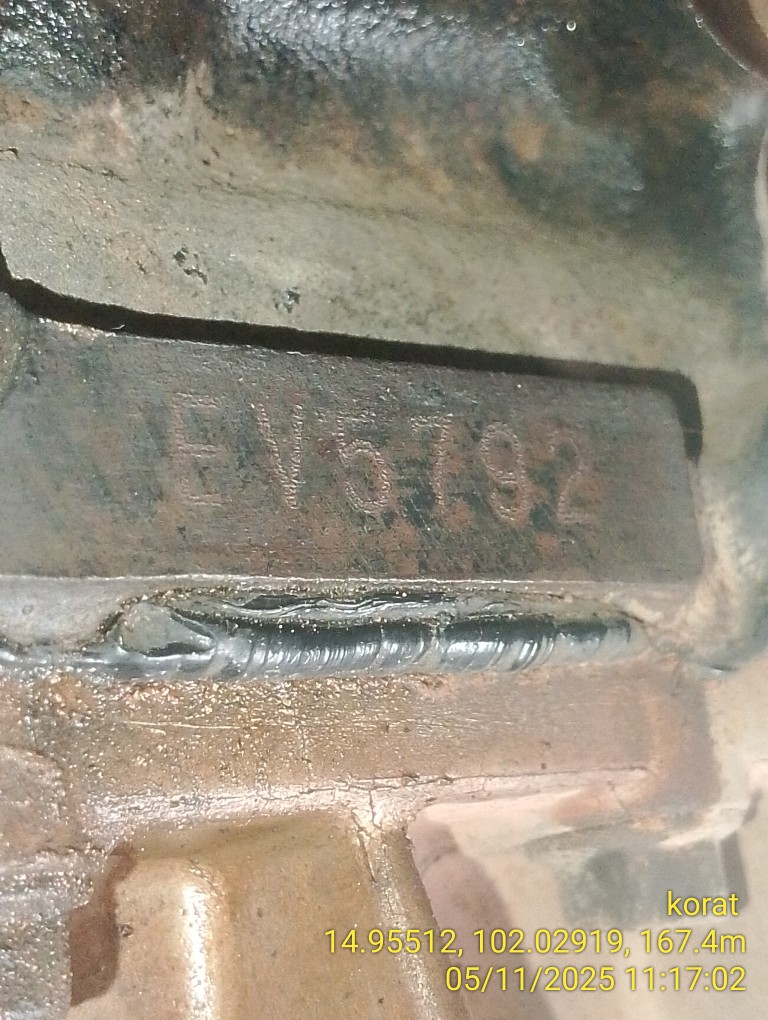 EV5792
korat
14.95512, 102.02919, 167.4m
05/11/2025 11:17:02